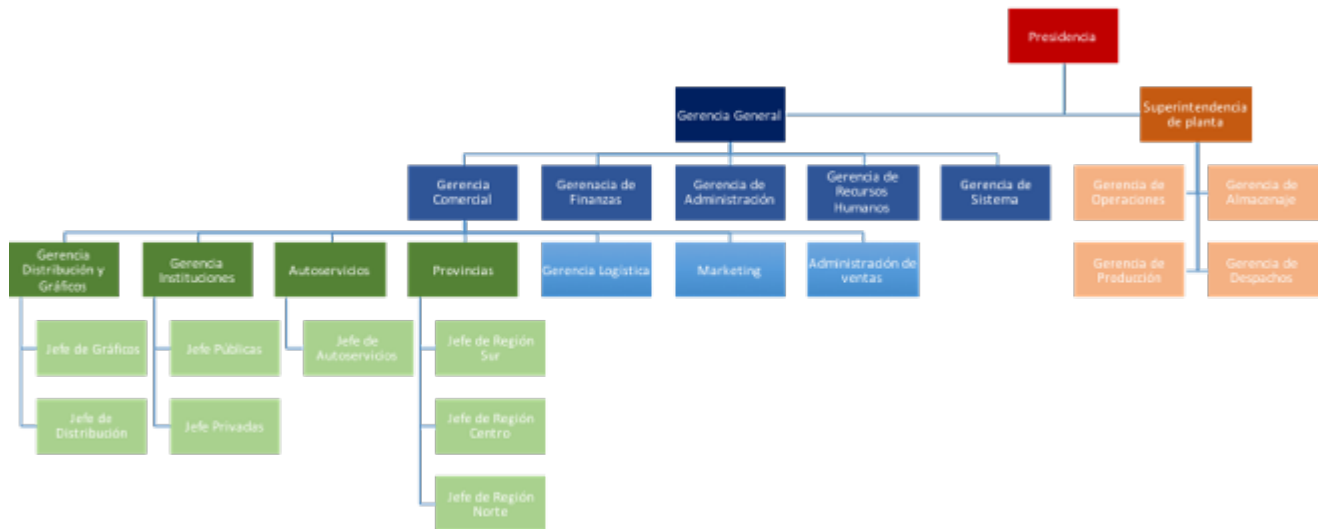 Presidencia
Gerencia General
Superintendencia
de planta
Gerencia
Comercial
Gerenacia de
Finanzas
Gerencia de
Administración
Gerencia de
Recursos
Humanos
Gerencia de
Sistema
Gerencia de
Operaciones
Gerencia de
Almacenaje
Gerencia
Distribución y
Gráficos
Gerencia
Instituciones
Autoservicios
Provincias
Gerencia Logística
Marketing
Administración de
ventas
Gerencia de
Producción
Gerencia de
Despachos
Jefe de Gráficos
Jefe Públicas
Jefe de
Autoservicios
Jefe de Región
Sur
Jefe de
Distribución
Jefe Privadas
Jefe de Región
Centro
Jefe de Región
Norte